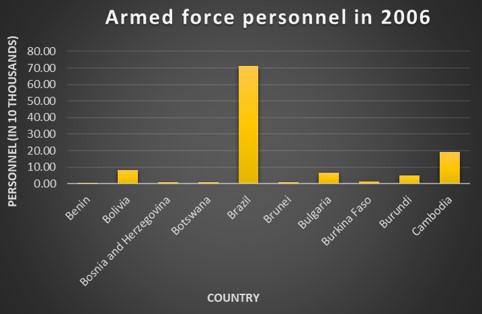 Armed force personnel in 2006
PERSONNEL (IN 10 THOUSANDS)
80.00
70.00
60.00
50.00
40.00
30.00
20.00
10.00
0.00
Benin
Bolivia
Bosnia and Herzegovina
Botswana
Brazil
Brunei
Bulgaria
Burkina Faso
Burundi
Cambodia
COUNTRY